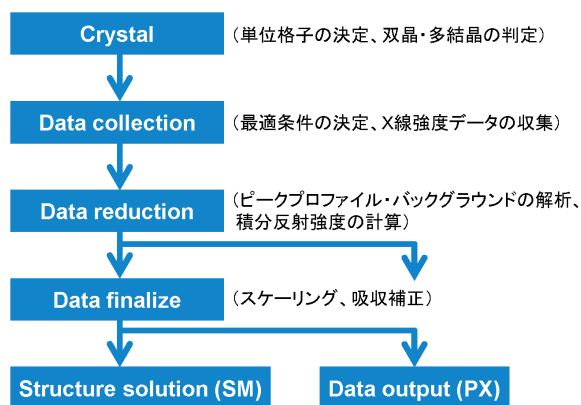 Crystal
(単位格子の決定、双晶・多結晶の判定)
Data collection
(最適条件の決定、X線強度データの収集)
Data reduction
(ピークプロファイル・バックグラウンドの解析、
積分反射強度の計算)
Data finalize
(スケーリング、吸収補正)
Structure solution (SM)
Data output (PX)